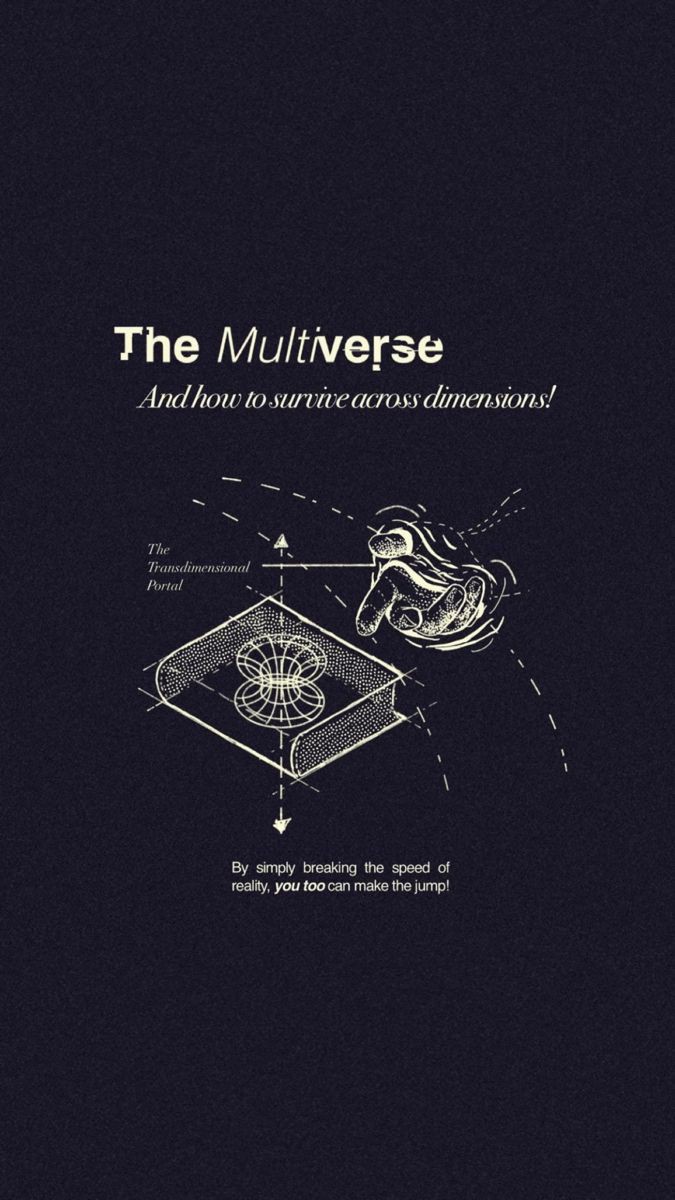 The Multiverse
And how to survive across dimensions!
The
Transdimensional
Portal
By simply breaking the speed of
reality, you too can make the jump!